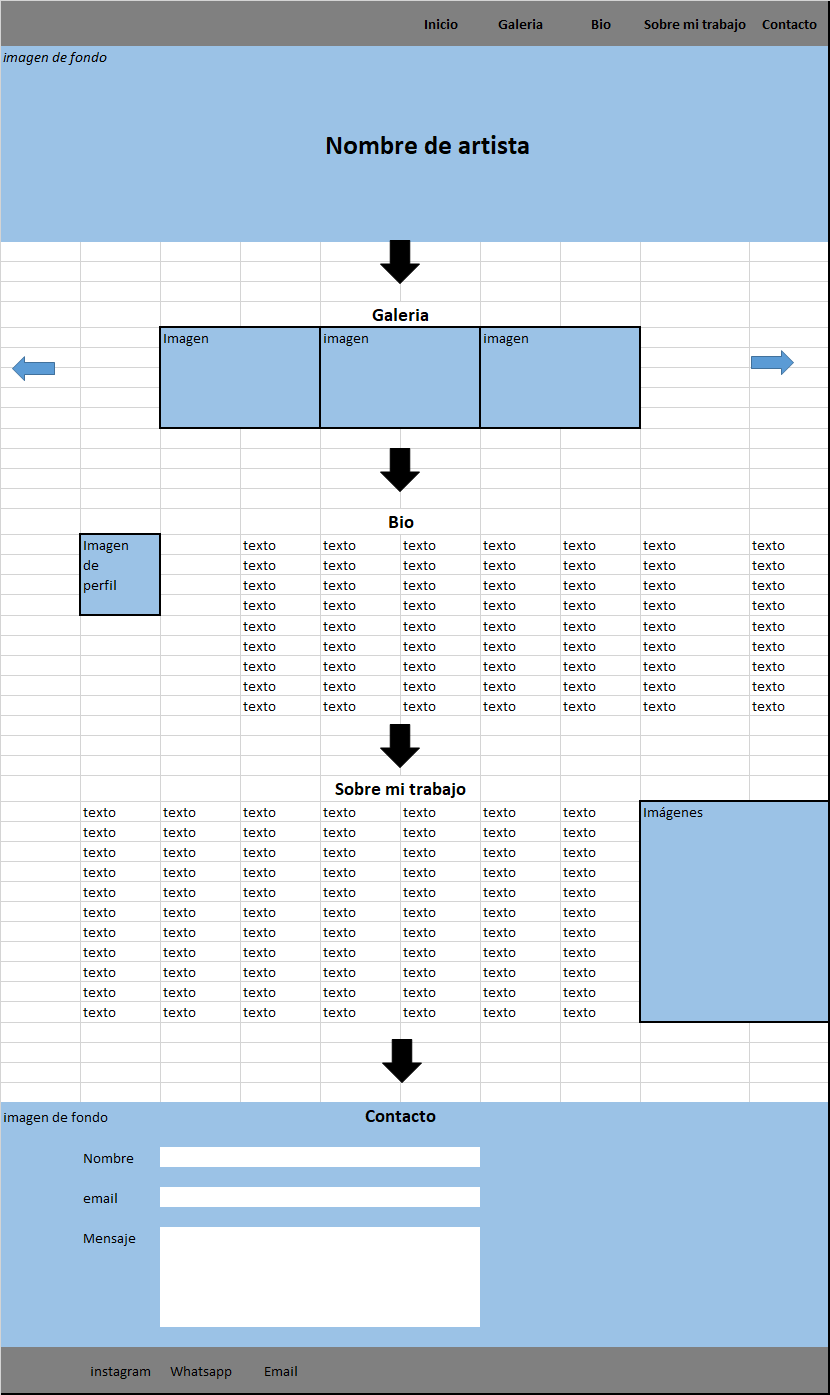 Inicio Galeria Bio Sobre mi trabajo Contacto
imagen de fondo
Nombre de artista
Galeria
Imagen imagen imagen
Bio
Imagen texto texto texto texto texto texto texto
de texto texto texto texto texto texto texto
perfil texto texto texto texto texto texto texto
texto texto texto texto texto texto texto
texto texto texto texto texto texto texto
texto texto texto texto texto texto texto
texto texto texto texto texto texto texto
texto texto texto texto texto texto texto
texto texto texto texto texto texto texto
Sobre mi trabajo
texto texto texto texto texto texto texto Imágenes
texto texto texto texto texto texto texto
texto texto texto texto texto texto texto
texto texto texto texto texto texto texto
texto texto texto texto texto texto texto
texto texto texto texto texto texto texto
texto texto texto texto texto texto texto
texto texto texto texto texto texto texto
texto texto texto texto texto texto texto
texto texto texto texto texto texto texto
texto texto texto texto texto texto texto
imagen de fondo Contacto
Nombre
email
Mensaje
instagram Whatsapp Email